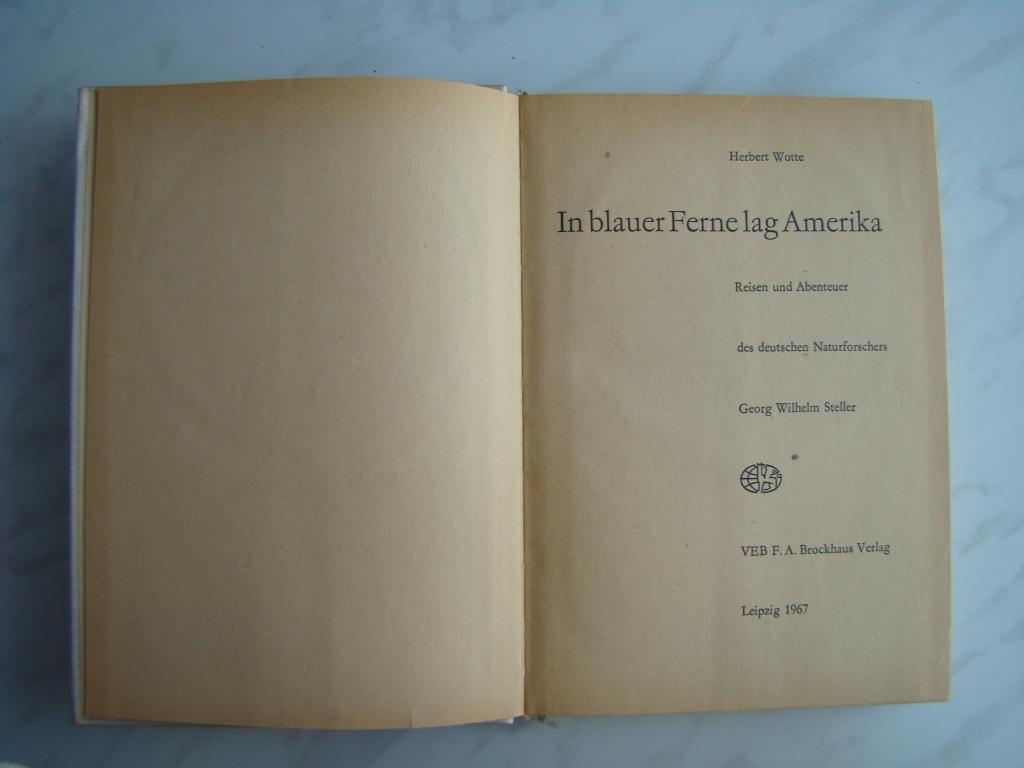 Herbert Wotte
In blauer Ferne lag Amerika
Reisen und Abenteuer
des deutschen Naturforschers
Georg Wilhelm Steller
VEB F. A. Brockhaus Verlag
Leipzig 1967